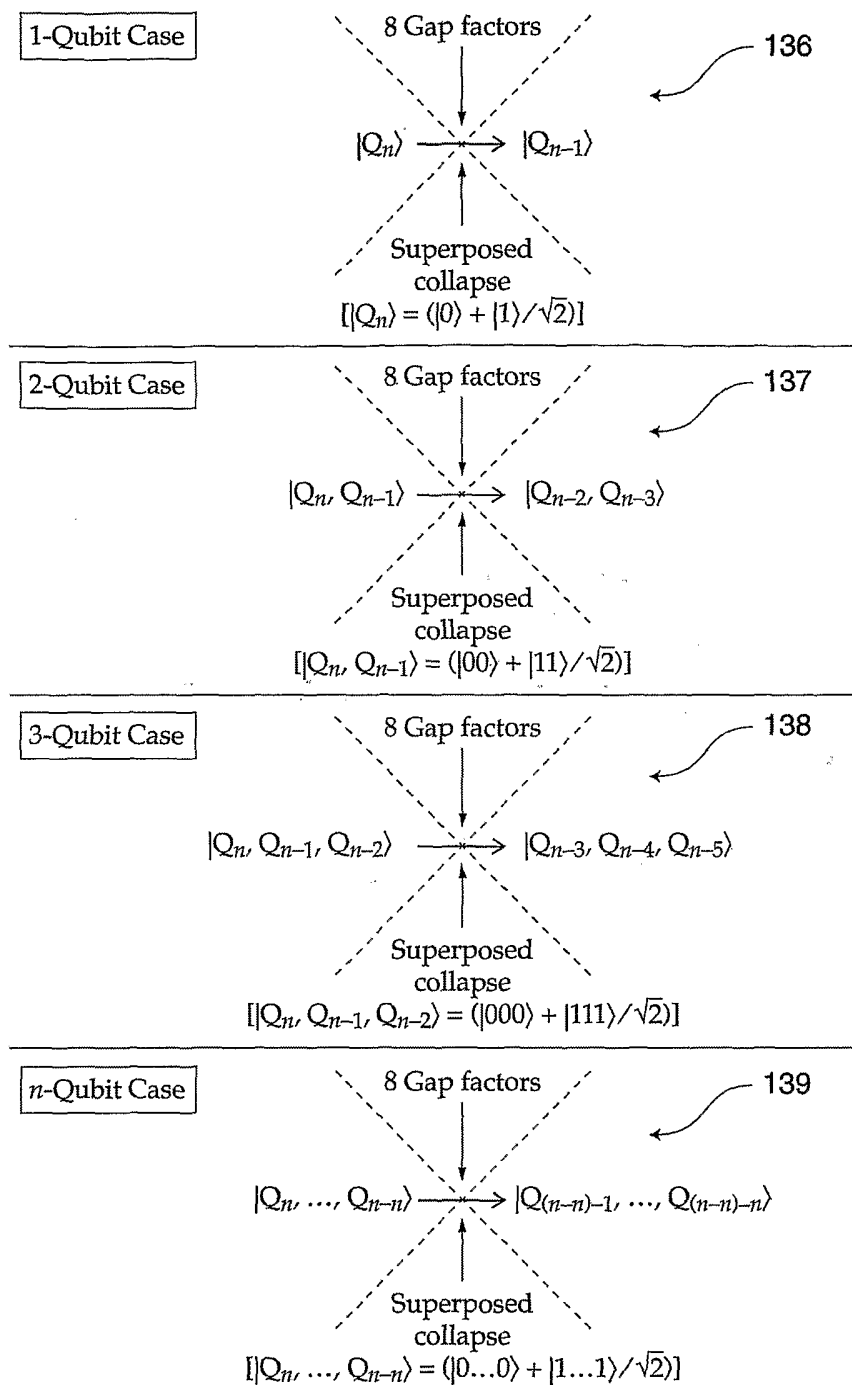 1-Qubit Case
8 Gap factors
136
|Qₙ⟩ |Qₙ₋₁⟩
Superposed
collapse
[|Qₙ⟩ = (|0⟩ + |1⟩/√2)]
2-Qubit Case
8 Gap factors
137
|Qₙ, Qₙ₋₁⟩ |Qₙ₋₂, Qₙ₋₃⟩
Superposed
collapse
[|Qₙ, Qₙ₋₁⟩ = (|00⟩ + |11⟩/√2)]
3-Qubit Case
8 Gap factors
138
|Qₙ, Qₙ₋₁, Qₙ₋₂⟩ |Qₙ₋₃, Qₙ₋₄, Qₙ₋₅⟩
Superposed
collapse
[|Qₙ, Qₙ₋₁, Qₙ₋₂⟩ = (|000⟩ + |111⟩/√2)]
n-Qubit Case
8 Gap factors
139
|Qₙ, …, Qₙ₋ₙ⟩ |Q₍ₙ₋ₙ₎₋₁, …, Q₍ₙ₋ₙ₎₋ₙ⟩
Superposed
collapse
[|Qₙ, …, Qₙ₋ₙ⟩ = (|0…0⟩ + |1…1⟩/√2)]